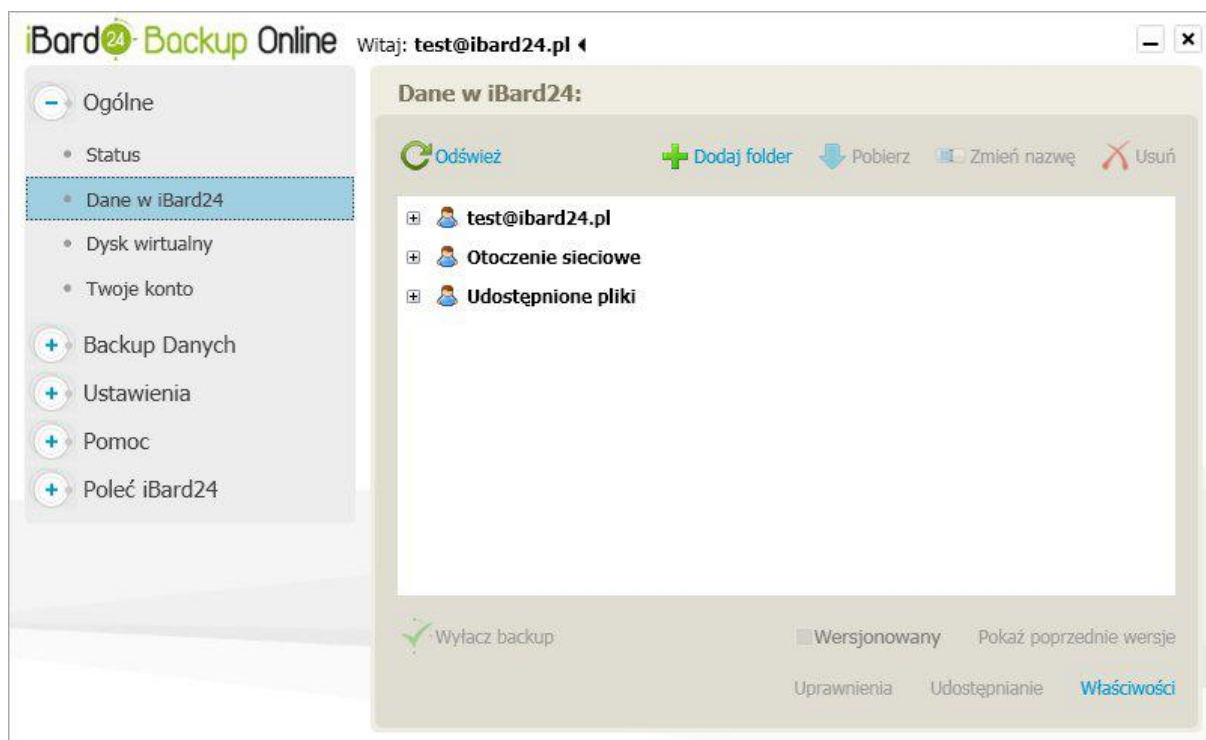 iBard24 Backup Online Witaj: test@ibard24.pl
Ogólne
Status
Dane w iBard24
Dysk wirtualny
Twoje konto
Backup Danych
Ustawienia
Pomoc
Poleć iBard24
Dane w iBard24:
Odśwież Dodaj folder Pobierz Zmień nazwę Usuń
test@ibard24.pl
Otoczenie sieciowe
Udostępnione pliki
Wyłacz backup Wersjonowany Pokaż poprzednie wersje
Uprawnienia Udostępnianie Właściwości